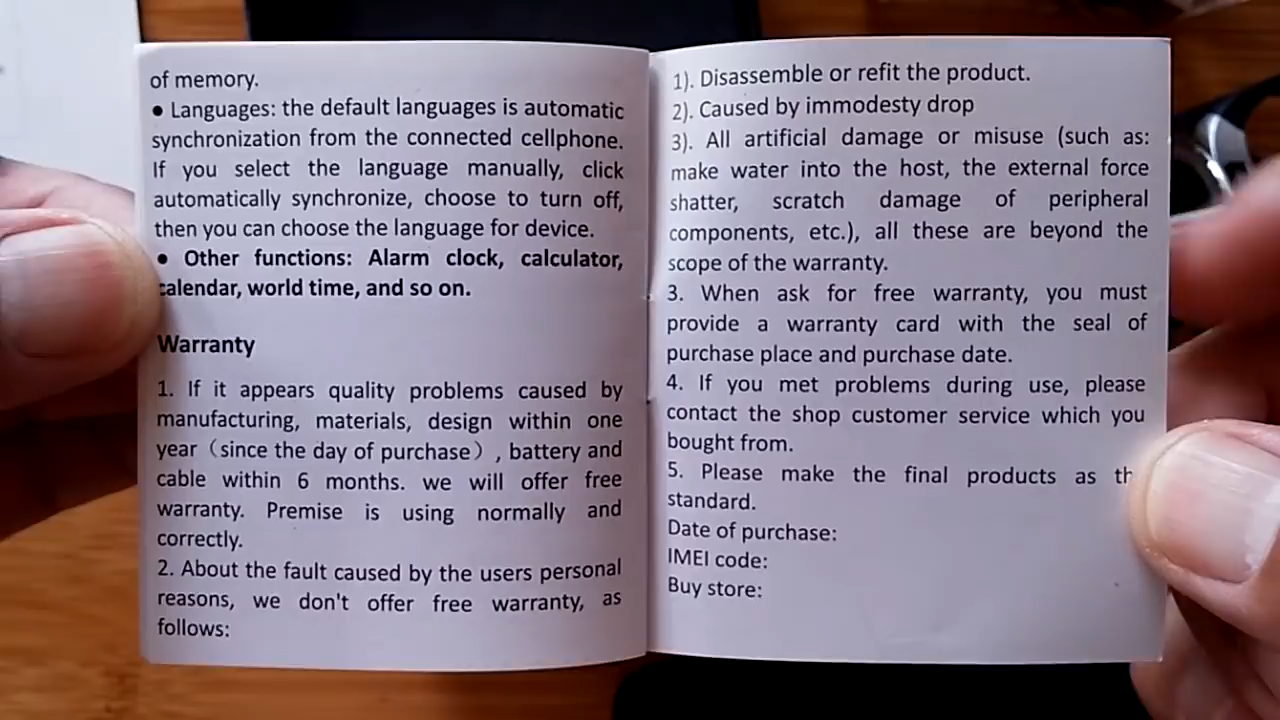 of memory.
● Languages: the default languages is automatic
synchronization from the connected cellphone.
If you select the language manually, click
automatically synchronize, choose to turn off,
then you can choose the language for device.
● Other functions: Alarm clock, calculator,
calendar, world time, and so on.
Warranty
1. If it appears quality problems caused by
manufacturing, materials, design within one
year（since the day of purchase）, battery and
cable within 6 months. we will offer free
warranty. Premise is using normally and
correctly.
2. About the fault caused by the users personal
reasons, we don't offer free warranty, as
follows:
1). Disassemble or refit the product.
2). Caused by immodesty drop
3). All artificial damage or misuse (such as:
make water into the host, the external force
shatter, scratch damage of peripheral
components, etc.), all these are beyond the
scope of the warranty.
3. When ask for free warranty, you must
provide a warranty card with the seal of
purchase place and purchase date.
4. If you met problems during use, please
contact the shop customer service which you
bought from.
5. Please make the final products as
standard.
Date of purchase:
IMEI code:
Buy store: